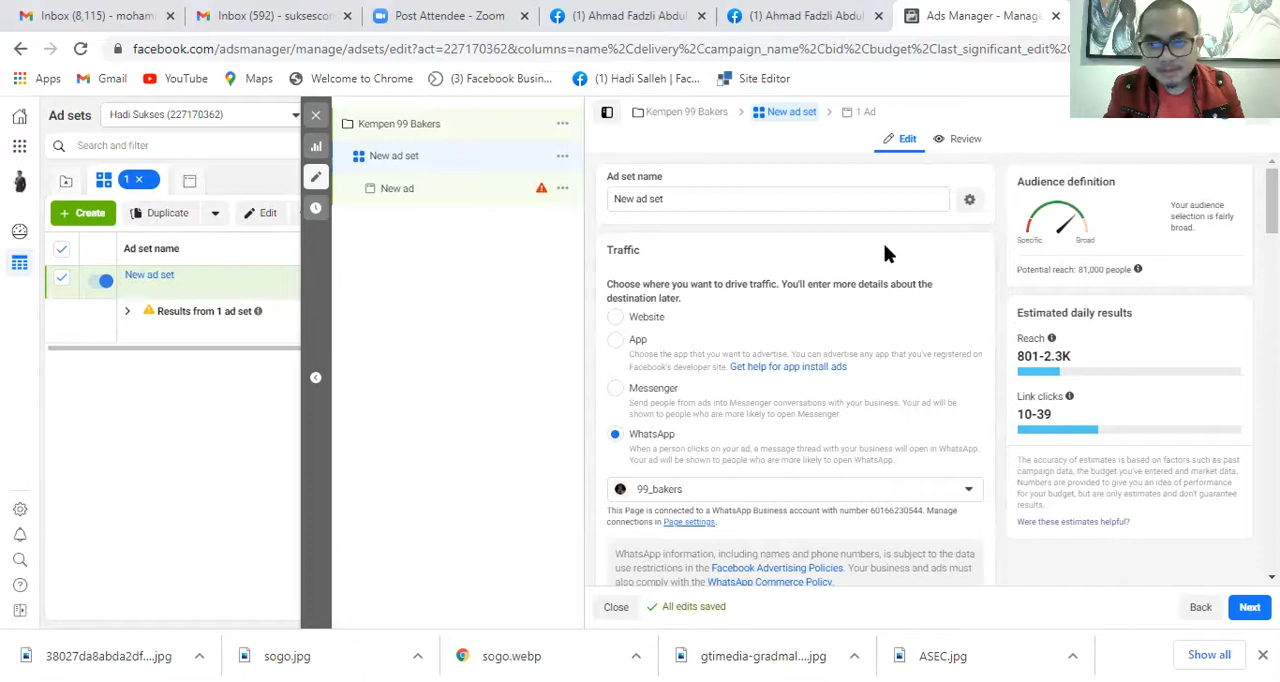 Inbox (8,115) - moham
Inbox (592) - suksescon
Post Attendee - Zoom
(1) Ahmad Fadzli Abdul
(1) Ahmad Fadzli Abdul
Ads Manager - Manage
facebook.com/adsmanager/manage/adsets/edit?act=227170362&columns=name%2Cdelivery%2Ccampaign_name%2Cbid%2Cbudget%2Clast_significant_edit%
Apps
Gmail
YouTube
Maps
Welcome to Chrome
(3) Facebook Busin...
(1) Hadi Salleh | Fac...
Site Editor
Ad sets
Hadi Sukses (227170362)
Search and filter
1
Create
Duplicate
Edit
Ad set name
New ad set
Results from 1 ad set
Kempen 99 Bakers
New ad set
New ad
Kempen 99 Bakers
New ad set
1 Ad
Edit
Review
Ad set name
New ad set
Traffic
Choose where you want to drive traffic. You'll enter more details about the
destination later.
Website
App
Choose the app that you want to advertise. You can advertise any app that you've registered on
Facebook's developer site. Get help for app install ads
Messenger
Send people from ads into Messenger conversations with your business. Your ad will be
shown to people who are more likely to open Messenger.
WhatsApp
When a person clicks on your ad, a message thread with your business will open in WhatsApp.
Your ad will be shown to people who are more likely to open WhatsApp.
99_bakers
This Page is connected to a WhatsApp Business account with number 60166230544. Manage
connections in Page settings.
WhatsApp information, including names and phone numbers, is subject to the data
use restrictions in the Facebook Advertising Policies. Your business and ads must
also comply with the WhatsApp Commerce Policy.
Close
All edits saved
Back
Next
Audience definition
Specific
Broad
Your audience
selection is fairly
broad.
Potential reach: 81,000 people
Estimated daily results
Reach
801-2.3K
Link clicks
10-39
The accuracy of estimates is based on factors such as past
campaign data, the budget you've entered and market data.
Numbers are provided to give you an idea of performance
for your budget, but are only estimates and don't guarantee
results.
Were these estimates helpful?
38027da8abda2df....jpg
sogo.jpg
sogo.webp
gtimedia-gradmal....jpg
ASEC.jpg
Show all